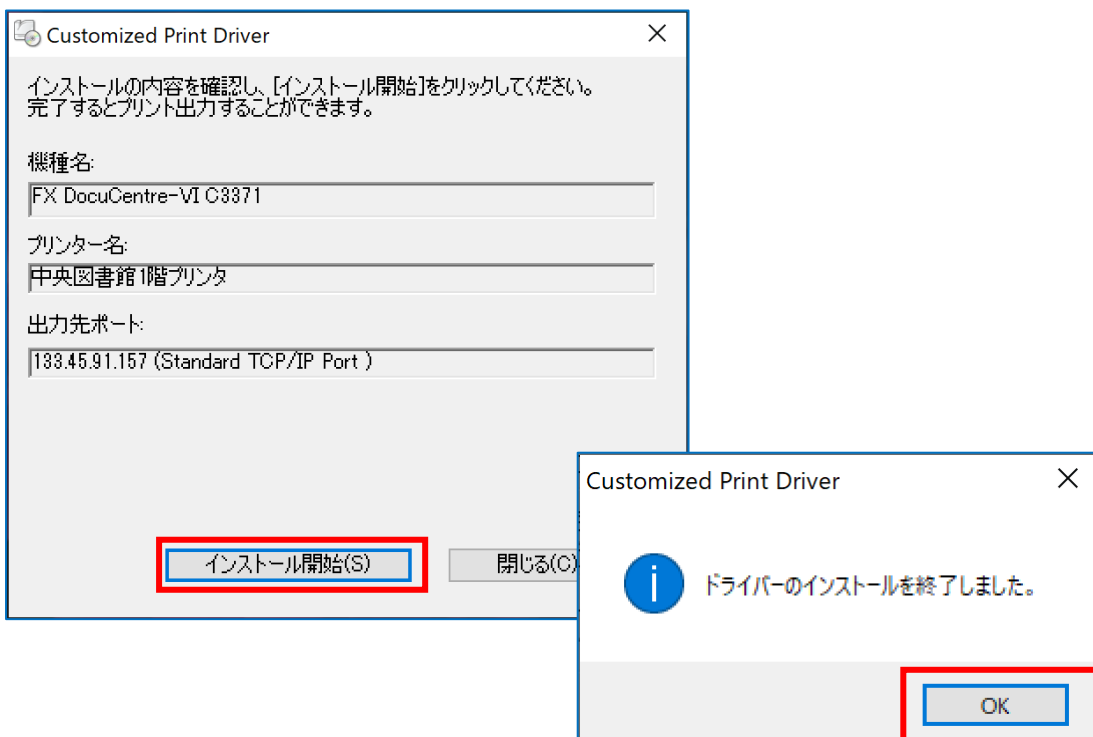 Customized Print Driver
インストールの内容を確認し、[インストール開始]をクリックしてください。
完了するとプリント出力することができます。
機種名:
FX DocuCentre-VI C3371
プリンター名:
中央図書館1階プリンタ
出力先ポート:
133.45.91.157 (Standard TCP/IP Port )
インストール開始(S)
閉じる(C)
Customized Print Driver
ドライバーのインストールを終了しました。
OK